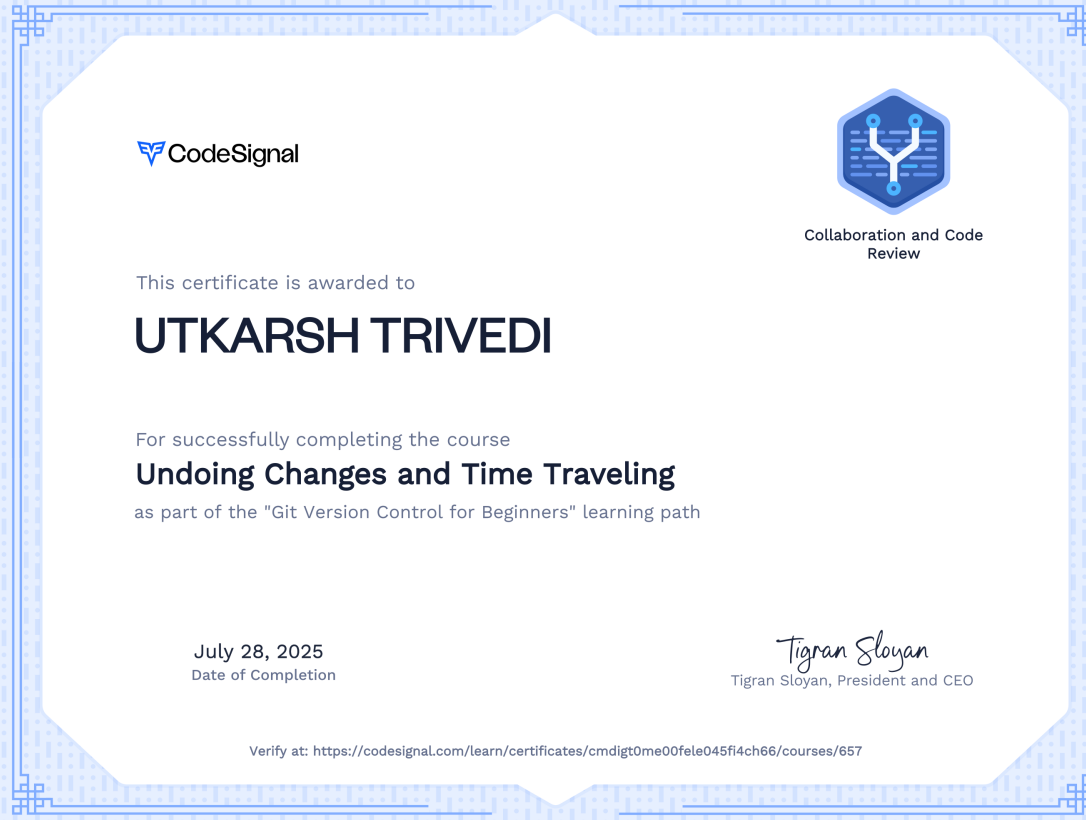 CodeSignal
Collaboration and Code
Review
This certificate is awarded to
UTKARSH TRIVEDI
For successfully completing the course
Undoing Changes and Time Traveling
as part of the "Git Version Control for Beginners" learning path
July 28, 2025
Date of Completion
Tigran Sloyan
Tigran Sloyan, President and CEO
Verify at: https://codesignal.com/learn/certificates/cmdigt0me00fele045fi4ch66/courses/657